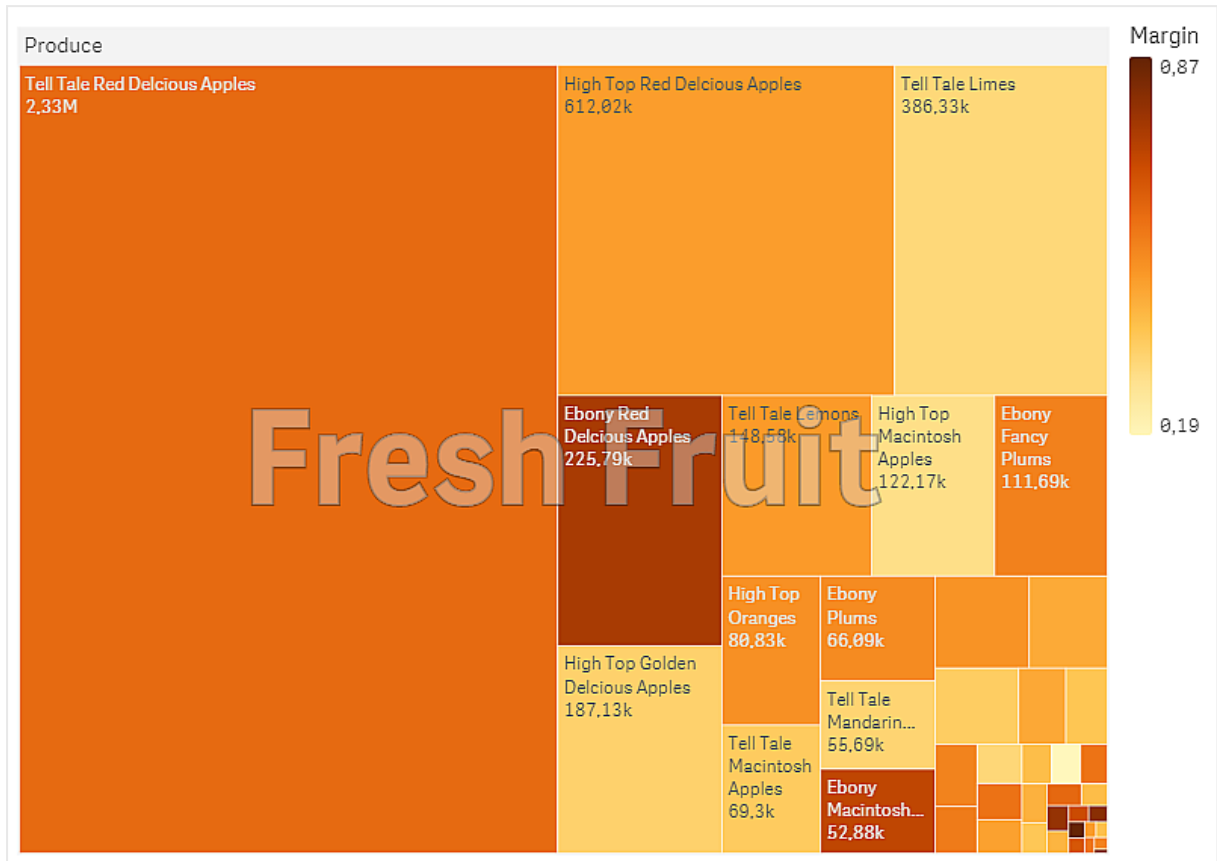 Produce
Margin
0,87
0,19
Tell Tale Red Delcious Apples
2,33M
High Top Red Delcious Apples
612,02k
Tell Tale Limes
386,33k
Fresh Fruit
Ebony Red
Delcious Apples
225,79k
Tell Tale Lemons
148,58k
High Top
Macintosh
Apples
122,17k
Ebony
Fancy
Plums
111,69k
High Top
Oranges
80,83k
Ebony
Plums
66,09k
High Top Golden
Delcious Apples
187,13k
Tell Tale
Mandarin...
55,69k
Tell Tale
Macintosh
Apples
69,3k
Ebony
Macintosh...
52,88k